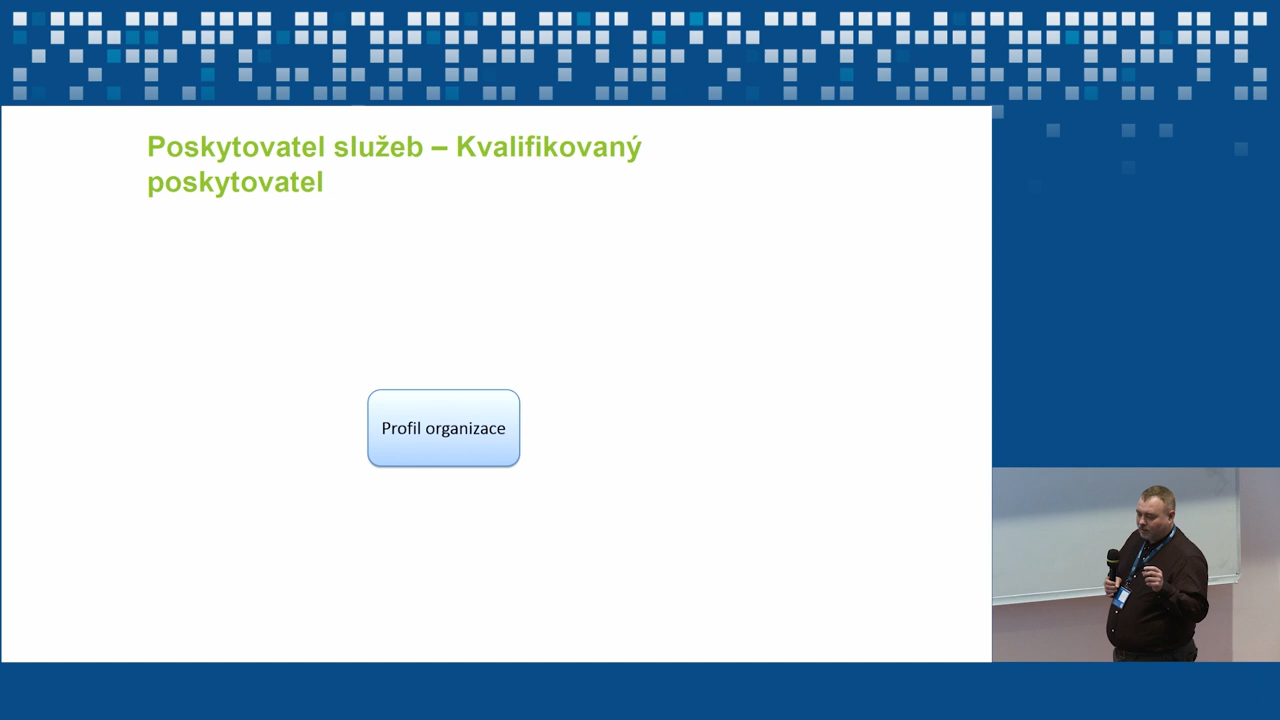 Poskytovatel služeb – Kvalifikovaný
poskytovatel
Profil organizace